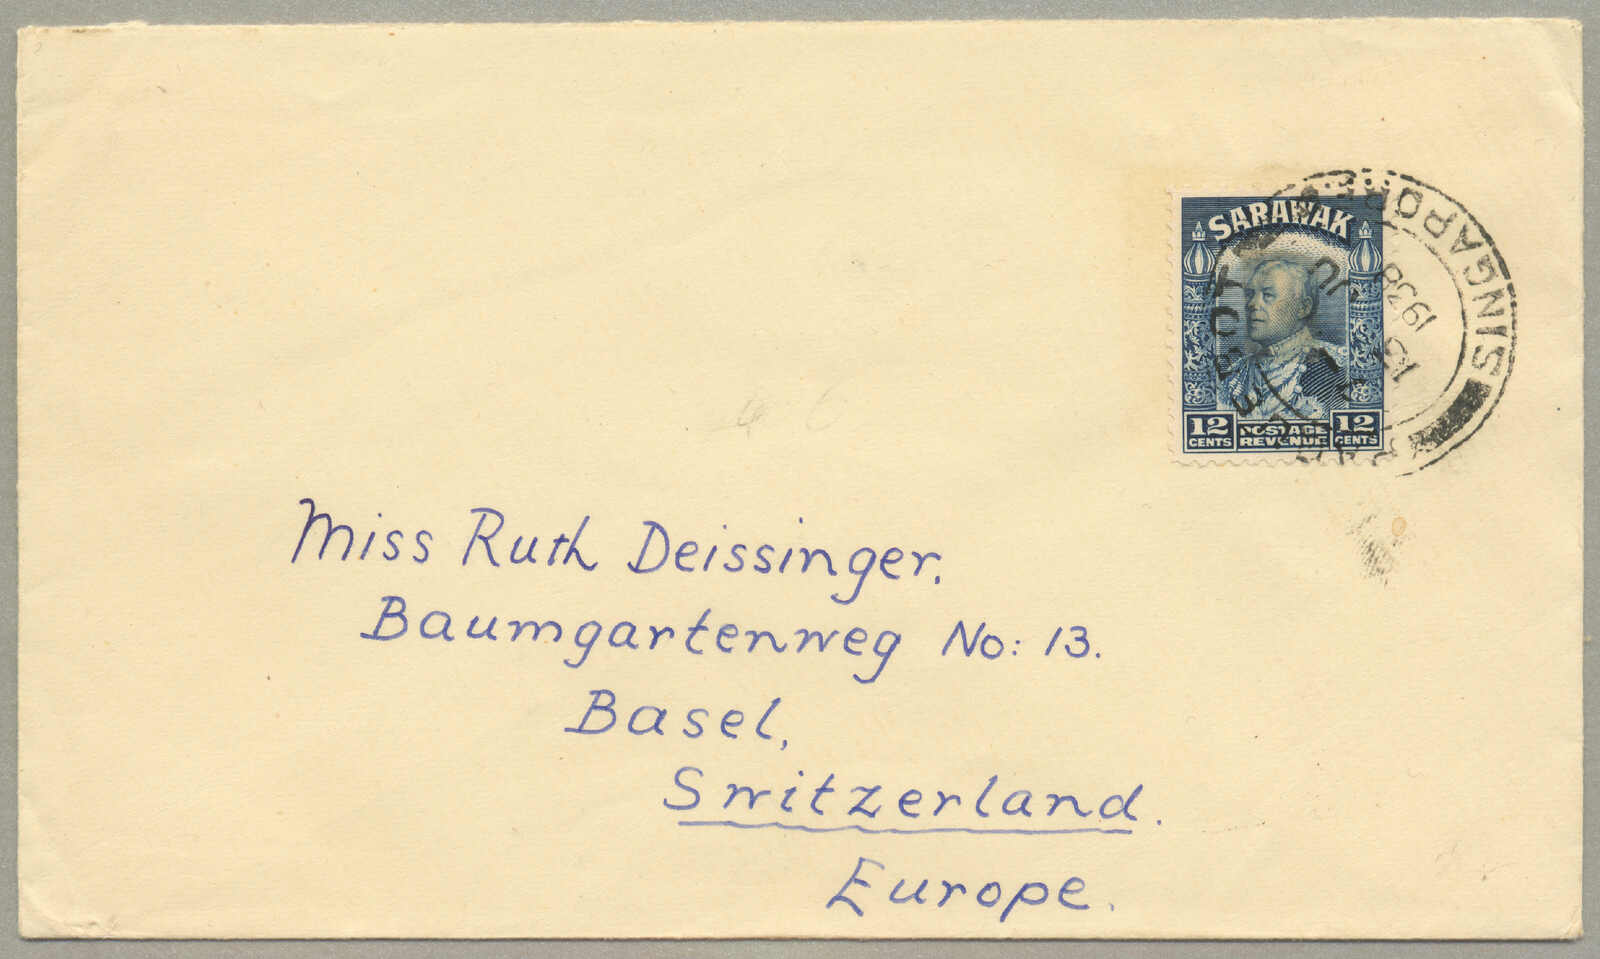 SARAWAK
12 CENTS
POSTAGE REVENUE
12 CENTS
SINGAPORE
1938
Miss Ruth Deissinger.
Baumgartenweg No: 13.
Basel,
Switzerland.
Europe.